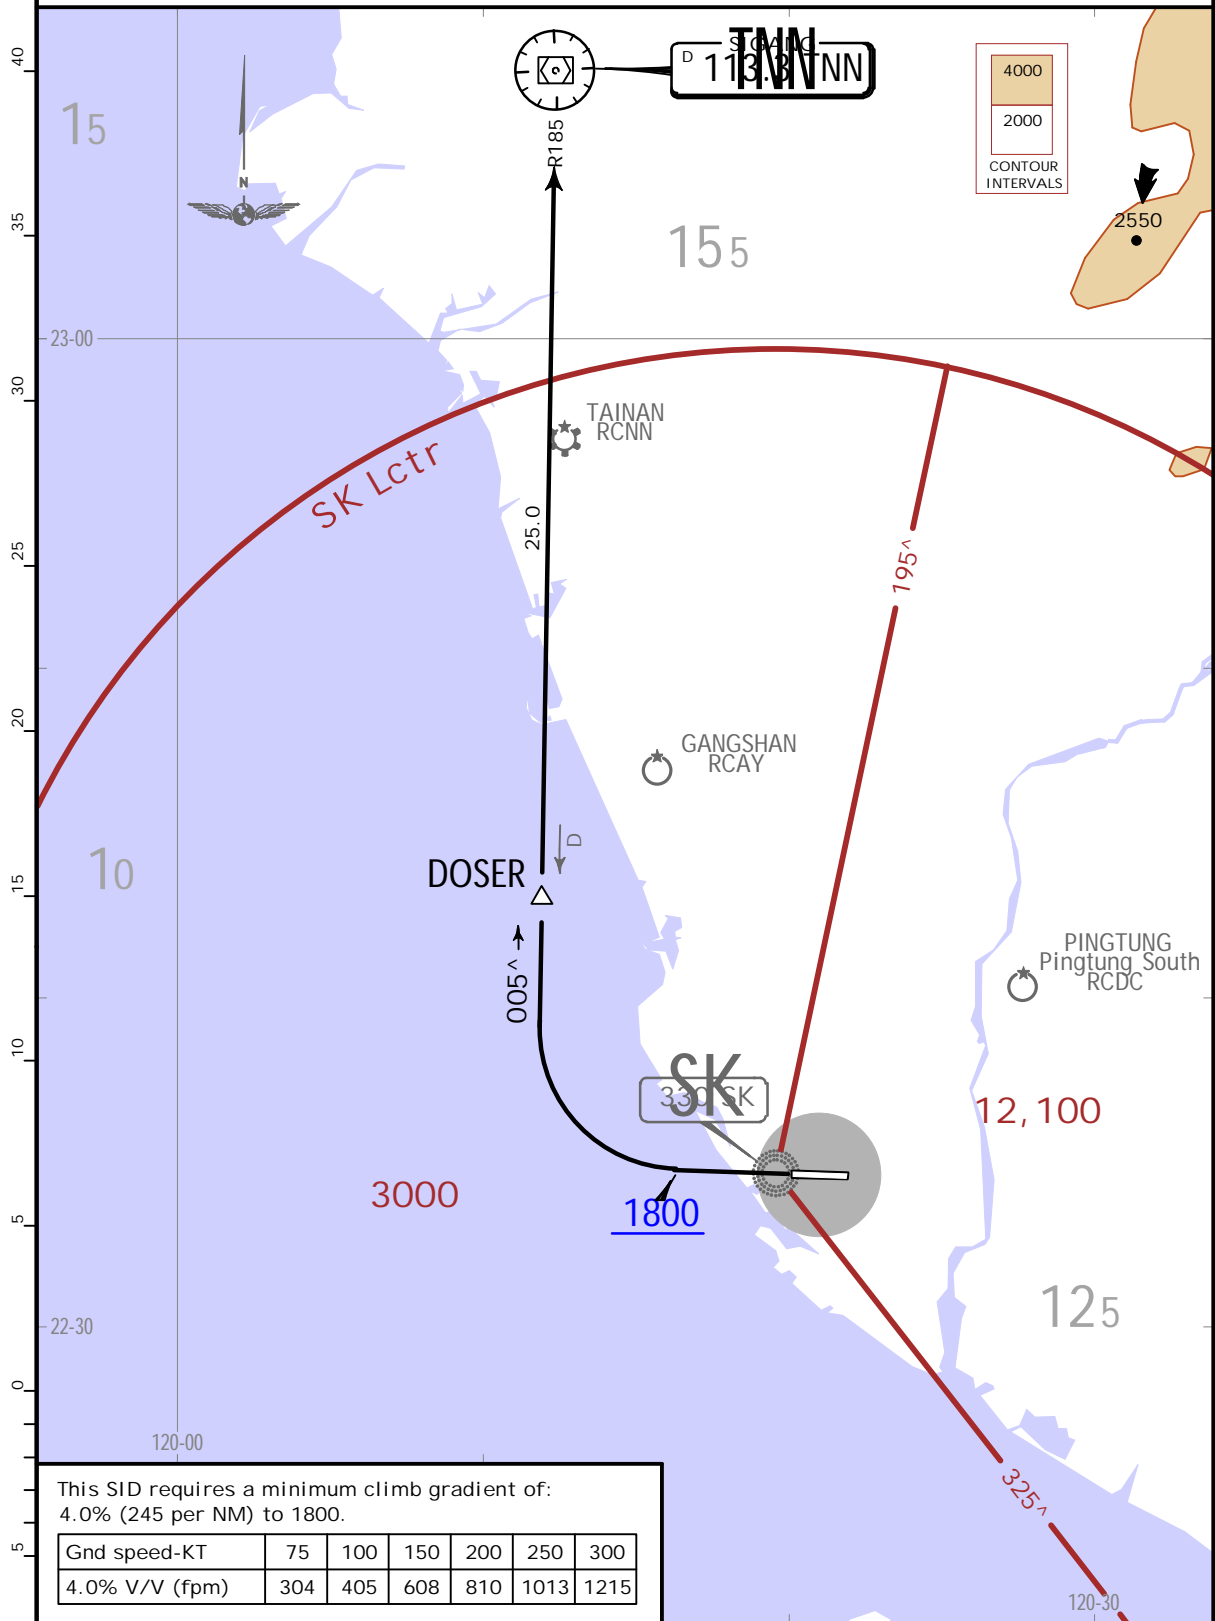 SIGANG
D 113.3 TNN
TNN
R185
4000
2000
CONTOUR
INTERVALS
15
N
2550
155
40
35
30
25
20
15
10
5
0
5
23-00
TAINAN
RCNN
SK Lctr
25.0
195^
GANGSHAN
RCAY
D
DOSER
10
005^
PINGTUNG
Pingtung South
RCDC
SK
330 SK
12,100
3000
1800
125
22-30
120-00
325^
120-30
This SID requires a minimum climb gradient of:
4.0% (245 per NM) to 1800.
Gnd speed-KT 75 100 150 200 250 300
4.0% V/V (fpm) 304 405 608 810 1013 1215